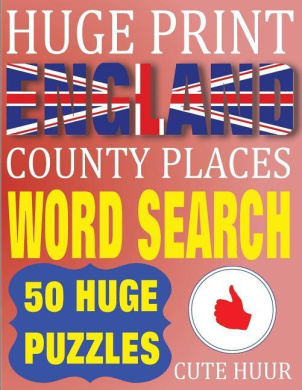 HUGE PRINT
ENGLAND
COUNTY PLACES
WORD SEARCH
50 HUGE
PUZZLES
CUTE HUUR